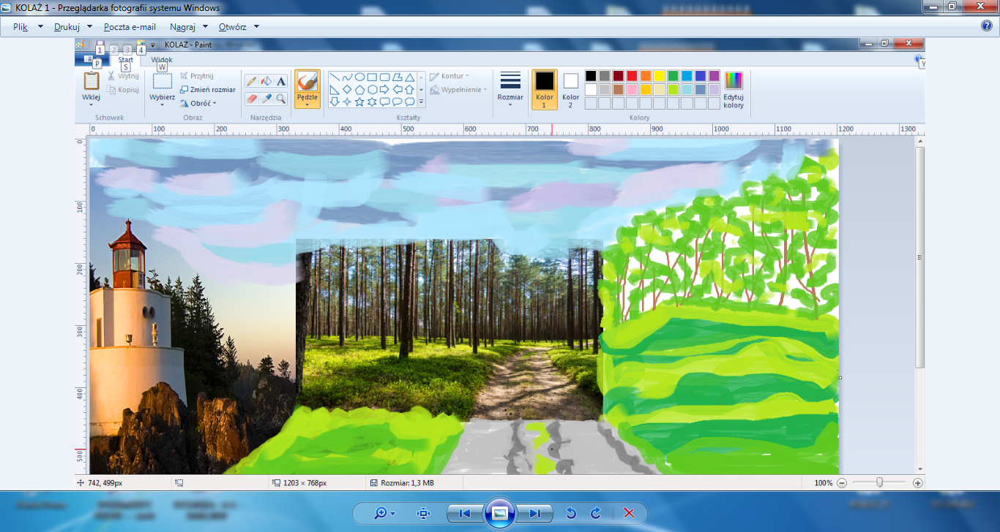 KOLAŻ 1 - Przeglądarka fotografii systemu Windows
Plik Drukuj Poczta e-mail Nagraj Otwórz
1 2 3 4 KOLAŻ - Paint
P Start Widok
S W Y
Wklej Wytnij Kopiuj Wybierz Przytnij Zmień rozmiar Obróć A Pędzle Kontur Wypełnienie Rozmiar Kolor 1 Kolor 2 Edytuj kolory
Schowek Obraz Narzędzia Kształty Kolory
0 100 200 300 400 500 600 700 800 900 1000 1100 1200 1300
0
100
200
300
400
500
742, 499px 1203 × 768px Rozmiar: 1,3 MB 100%